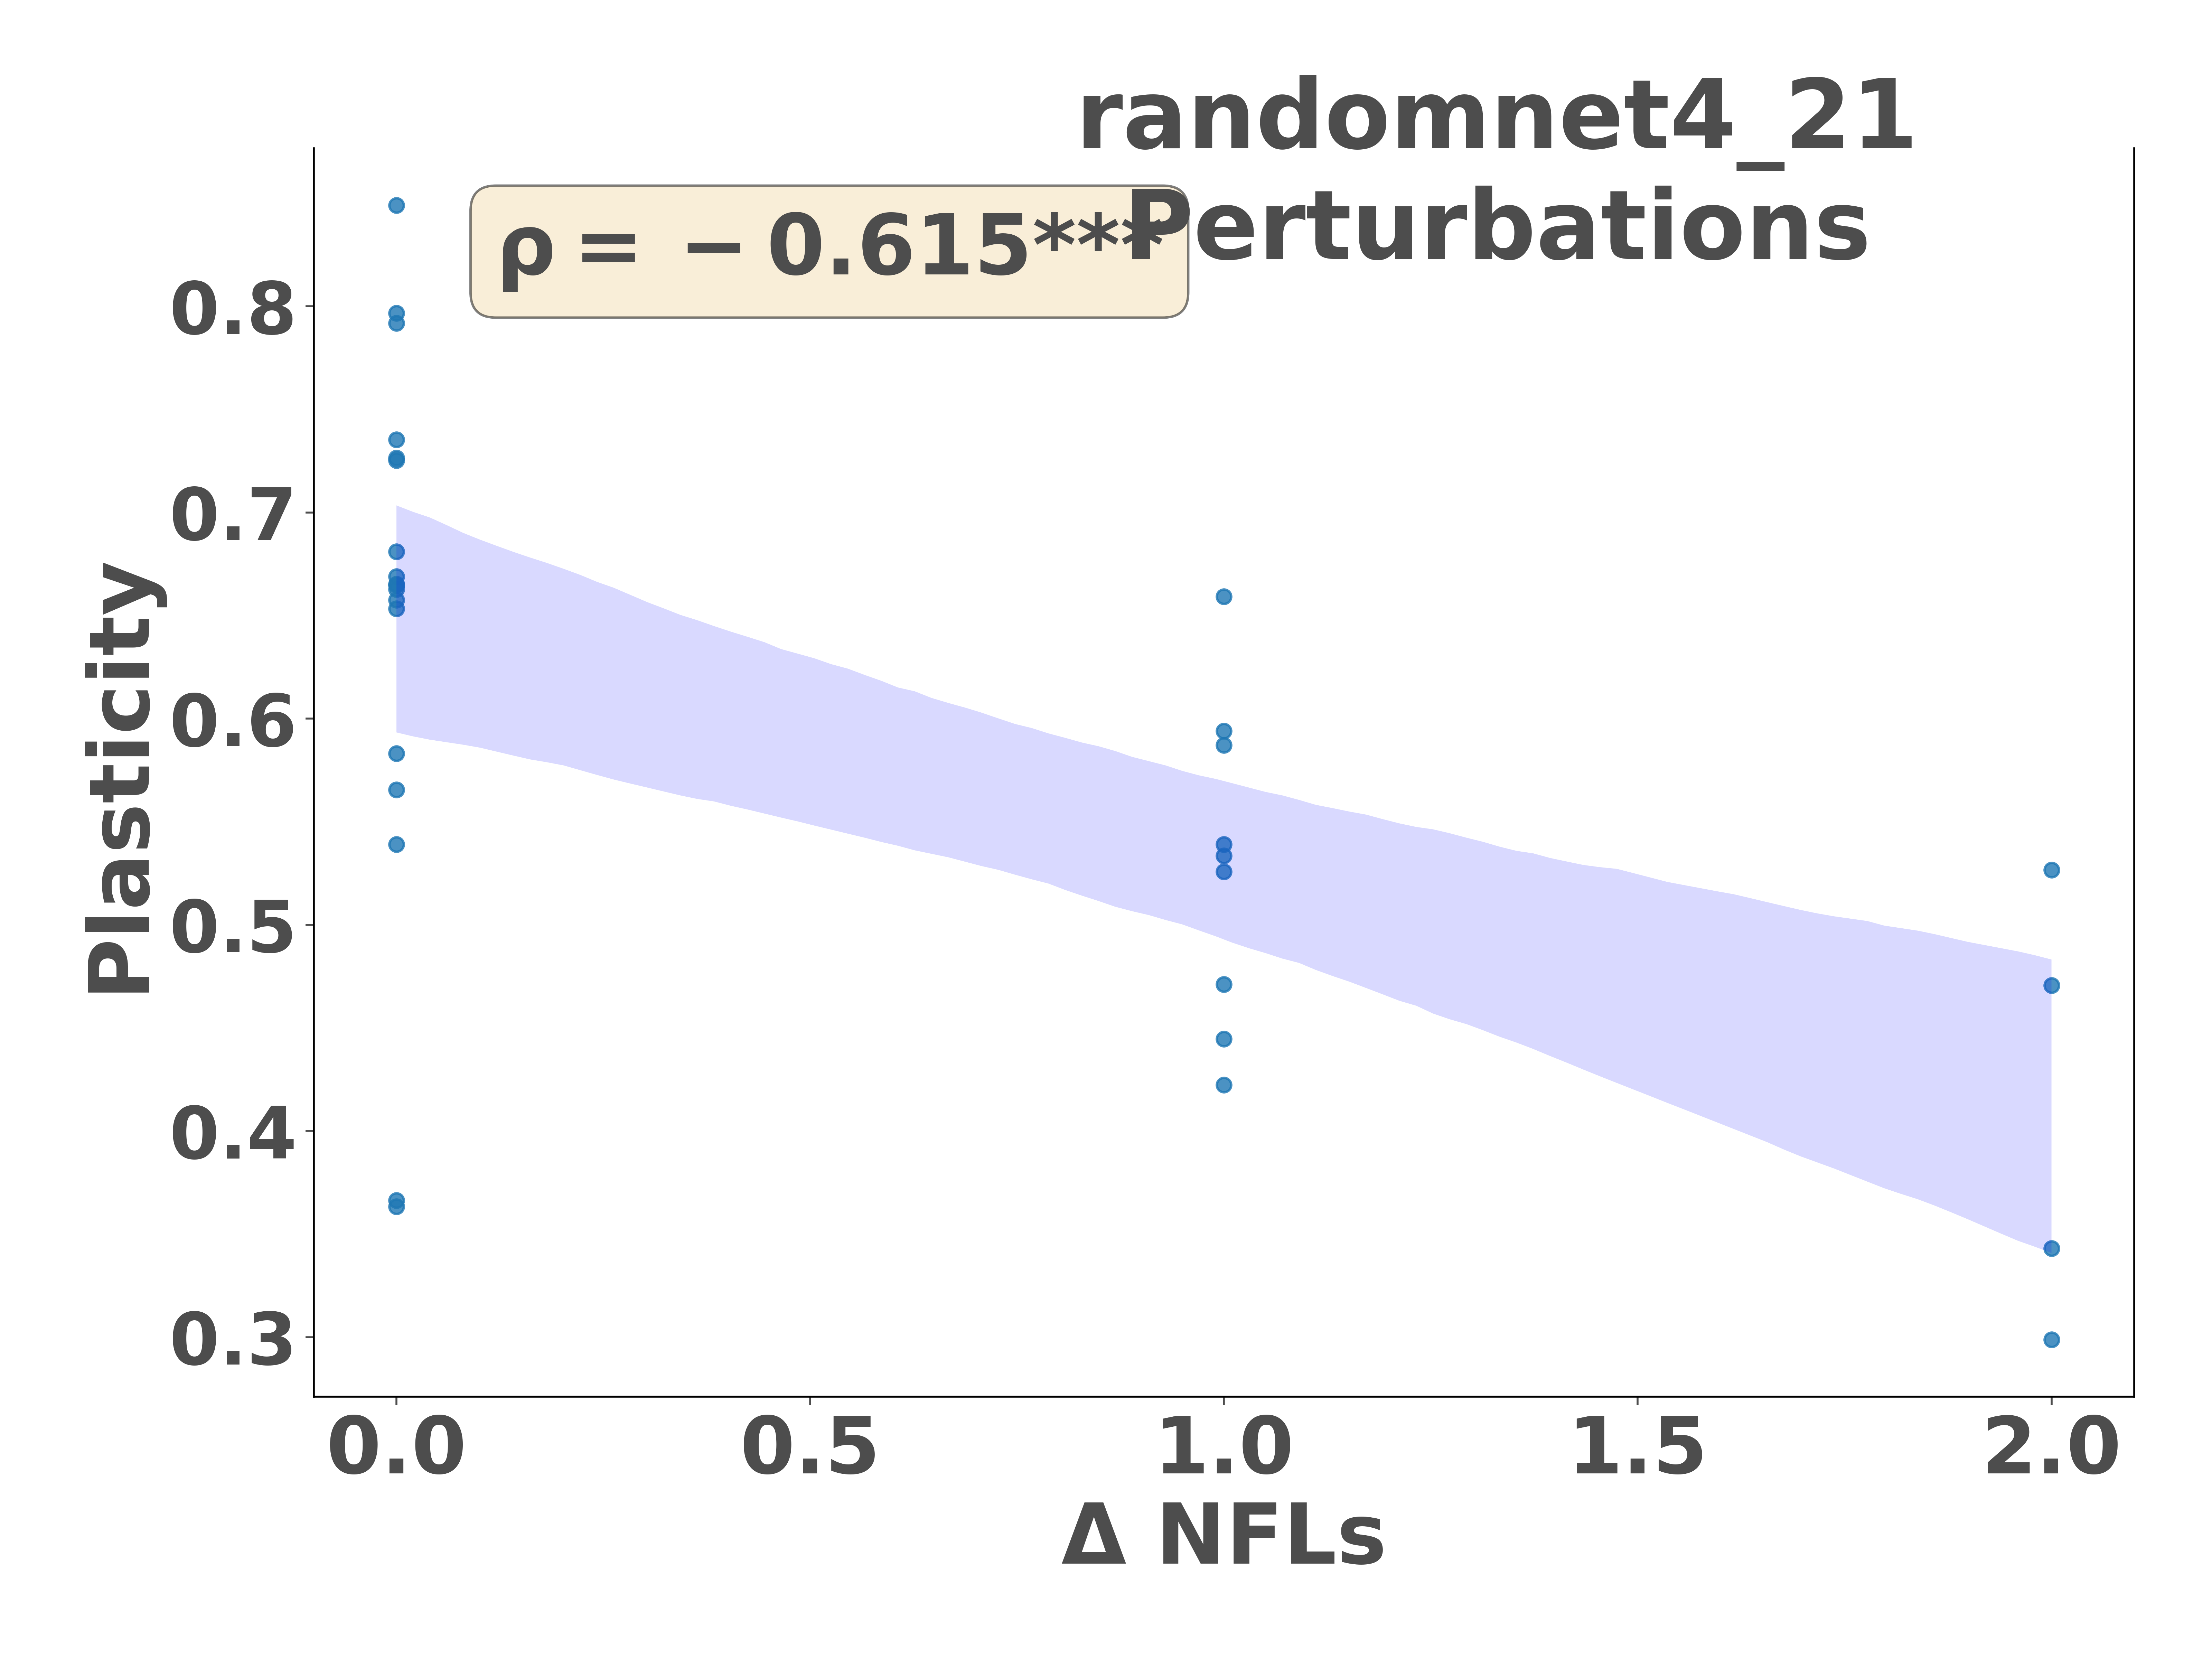 randomnet4_21
Perturbations
ρ = − 0.615****
Plasticity
0.8
0.7
0.6
0.5
0.4
0.3
0.0 0.5 1.0 1.5 2.0
Δ NFLs